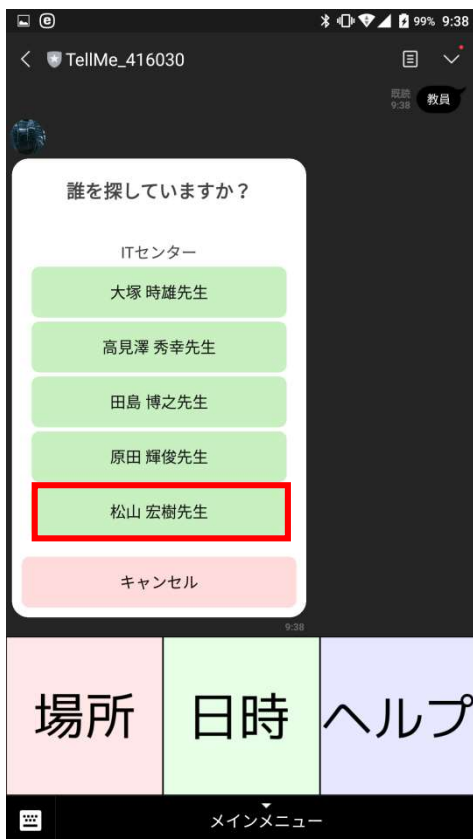 99% 9:38
TellMe_416030
既読
9:38
教員
誰を探していますか？
ITセンター
大塚 時雄先生
高見澤 秀幸先生
田島 博之先生
原田 輝俊先生
松山 宏樹先生
キャンセル
9:38
場所
日時
ヘルプ
メインメニュー